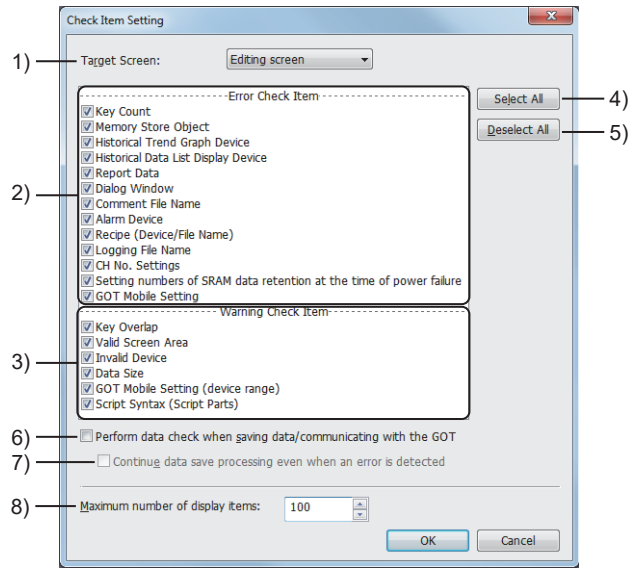 Check Item Setting
x
1)
Target Screen:
Editing screen
Error Check Item
Select All
4)
Key Count
Memory Store Object
Deselect All
5)
Historical Trend Graph Device
Historical Data List Display Device
Report Data
Dialog Window
2)
Comment File Name
Alarm Device
Recipe (Device/File Name)
Logging File Name
CH No. Settings
Setting numbers of SRAM data retention at the time of power failure
GOT Mobile Setting
Warning Check Item
Key Overlap
Valid Screen Area
3)
Invalid Device
Data Size
GOT Mobile Setting (device range)
Script Syntax (Script Parts)
6)
Perform data check when saving data/communicating with the GOT
7)
Continue data save processing even when an error is detected
8)
Maximum number of display items:
100
OK
Cancel